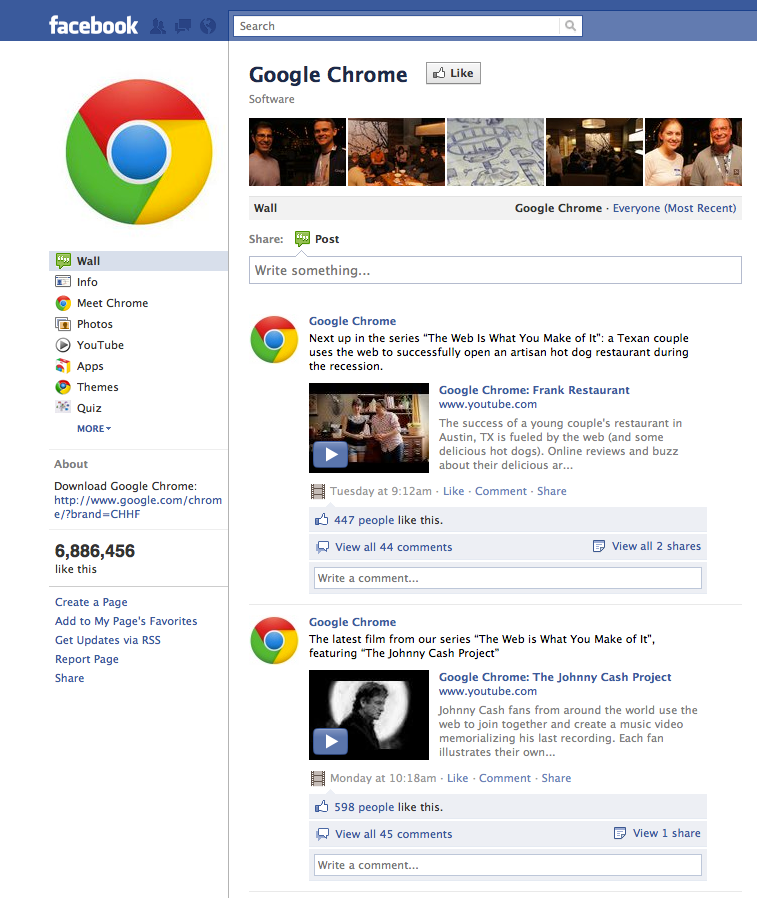 facebook
Search
Google Chrome
Like
Software
Wall
Google Chrome · Everyone (Most Recent)
Share: Post
Write something...
Wall
Info
Meet Chrome
Photos
YouTube
Apps
Themes
Quiz
MORE
About
Download Google Chrome:
http://www.google.com/chrom
e/?brand=CHHF
6,886,456
like this
Create a Page
Add to My Page's Favorites
Get Updates via RSS
Report Page
Share
Google Chrome
Next up in the series “The Web Is What You Make of It”: a Texan couple
uses the web to successfully open an artisan hot dog restaurant during
the recession.
Google Chrome: Frank Restaurant
www.youtube.com
The success of a young couple's restaurant in
Austin, TX is fueled by the web (and some
delicious hot dogs). Online reviews and buzz
about their delicious ar...
Tuesday at 9:12am · Like · Comment · Share
447 people like this.
View all 44 comments
View all 2 shares
Write a comment...
Google Chrome
The latest film from our series “The Web is What You Make of It”,
featuring “The Johnny Cash Project”
Google Chrome: The Johnny Cash Project
www.youtube.com
Johnny Cash fans from around the world use the
web to join together and create a music video
memorializing his last recording. Each fan
illustrates their own...
Monday at 10:18am · Like · Comment · Share
598 people like this.
View all 45 comments
View 1 share
Write a comment...